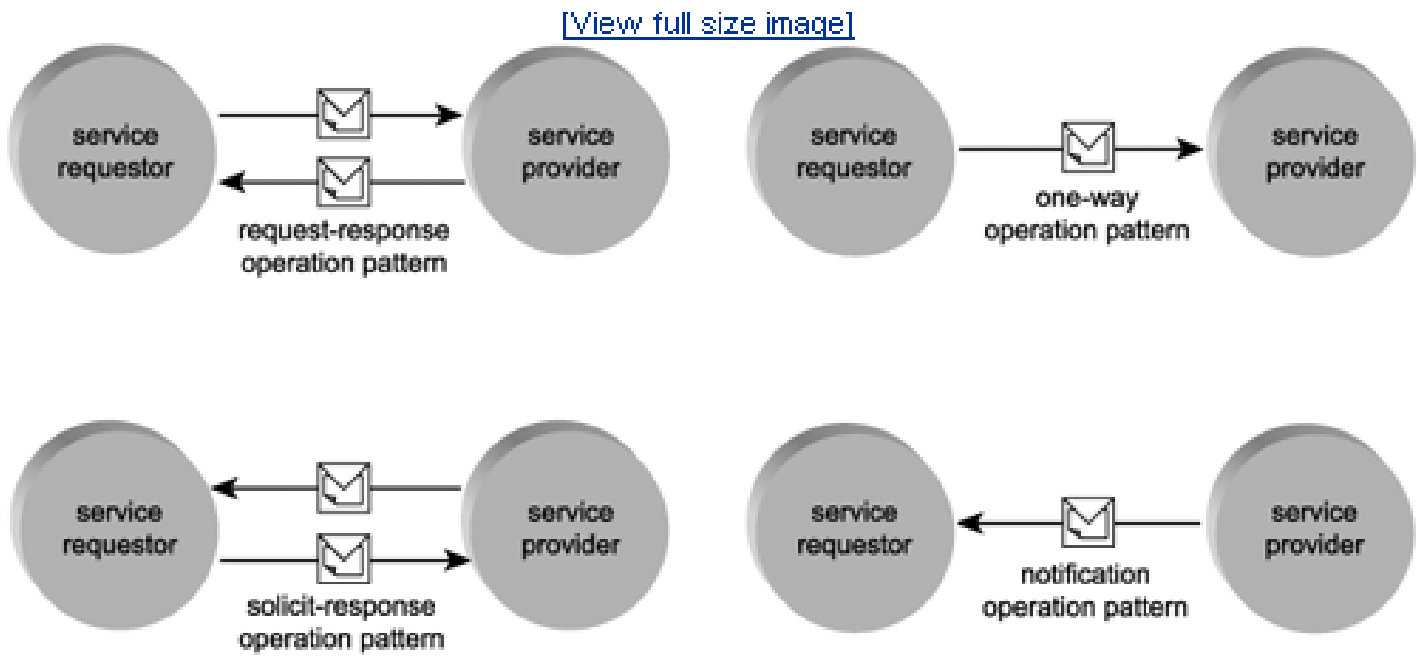 [View full size image]
service
requestor
service
provider
request-response
operation pattern
service
requestor
service
provider
one-way
operation pattern
service
requestor
service
provider
solicit-response
operation pattern
service
requestor
service
provider
notification
operation pattern